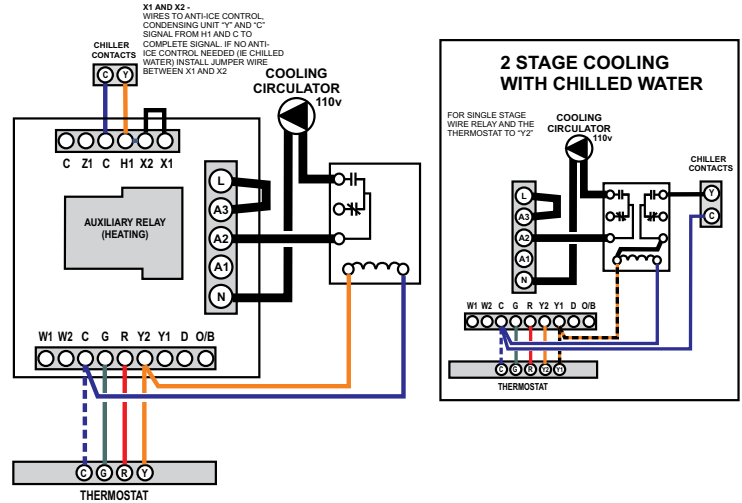 X1 AND X2 -
WIRES TO ANTI-ICE CONTROL,
CONDENSING UNIT “Y” AND “C”
SIGNAL FROM H1 AND C TO
COMPLETE SIGNAL. IF NO ANTI-
ICE CONTROL NEEDED (IE CHILLED
WATER) INSTALL JUMPER WIRE
BETWEEN X1 AND X2
CHILLER
CONTACTS
C Y
COOLING
CIRCULATOR
110v
C Z1 C H1 X2 X1
AUXILIARY RELAY
(HEATING)
L
A3
A2
A1
N
W1 W2 C G R Y2 Y1 D O/B
C G R Y
THERMOSTAT
2 STAGE COOLING
WITH CHILLED WATER
FOR SINGLE STAGE
WIRE RELAY AND THE
THERMOSTAT TO “Y2”
COOLING
CIRCULATOR
110v
CHILLER
CONTACTS
Y
C
L
A3
A2
A1
N
W1 W2 C G R Y2 Y1 D O/B
C G R Y2 Y1
THERMOSTAT